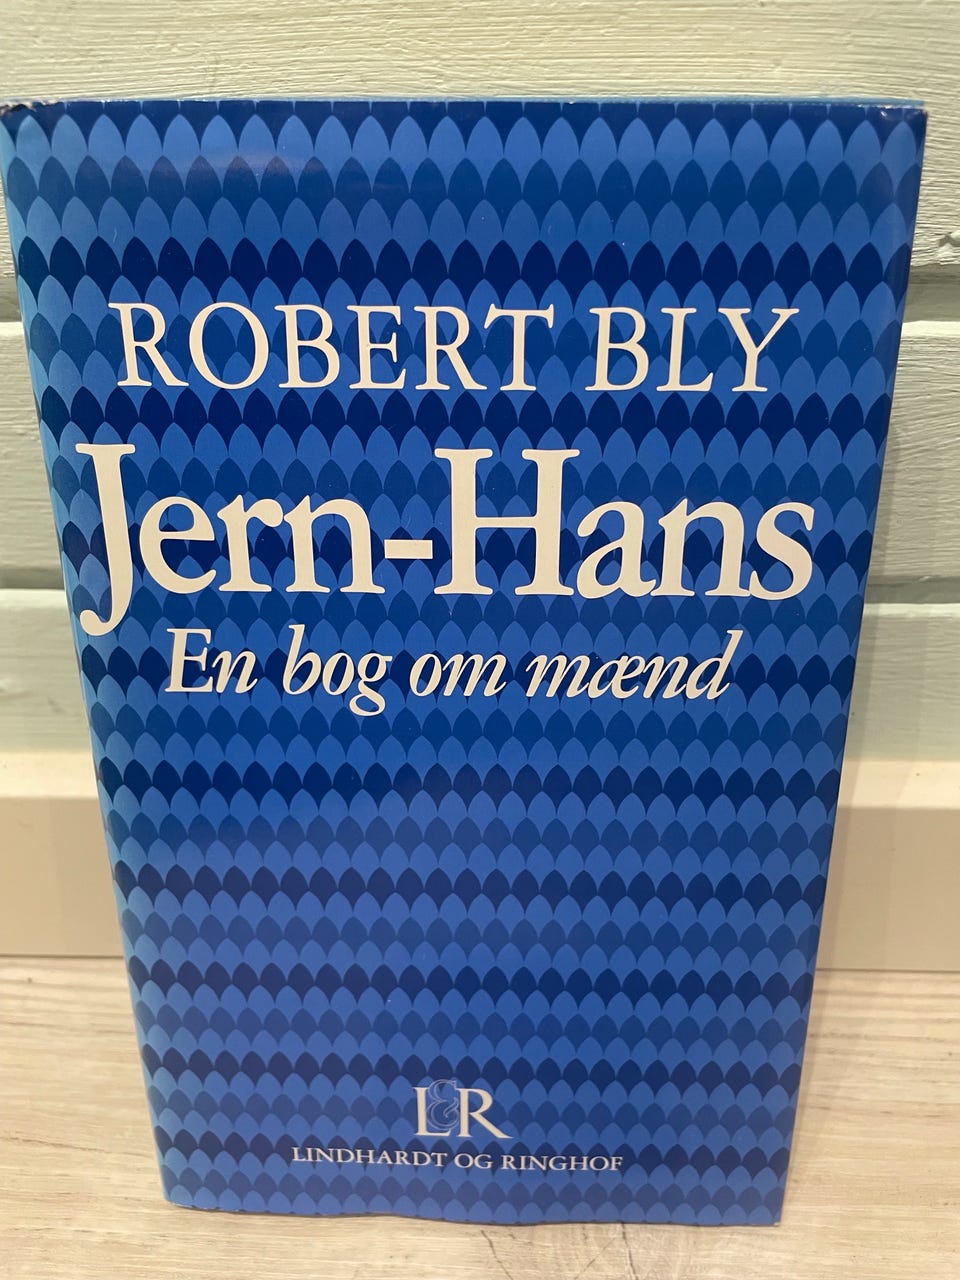 ROBERT BLY
Jern-Hans
En bog om mænd
L&R
LINDHARDT OG RINGHOF